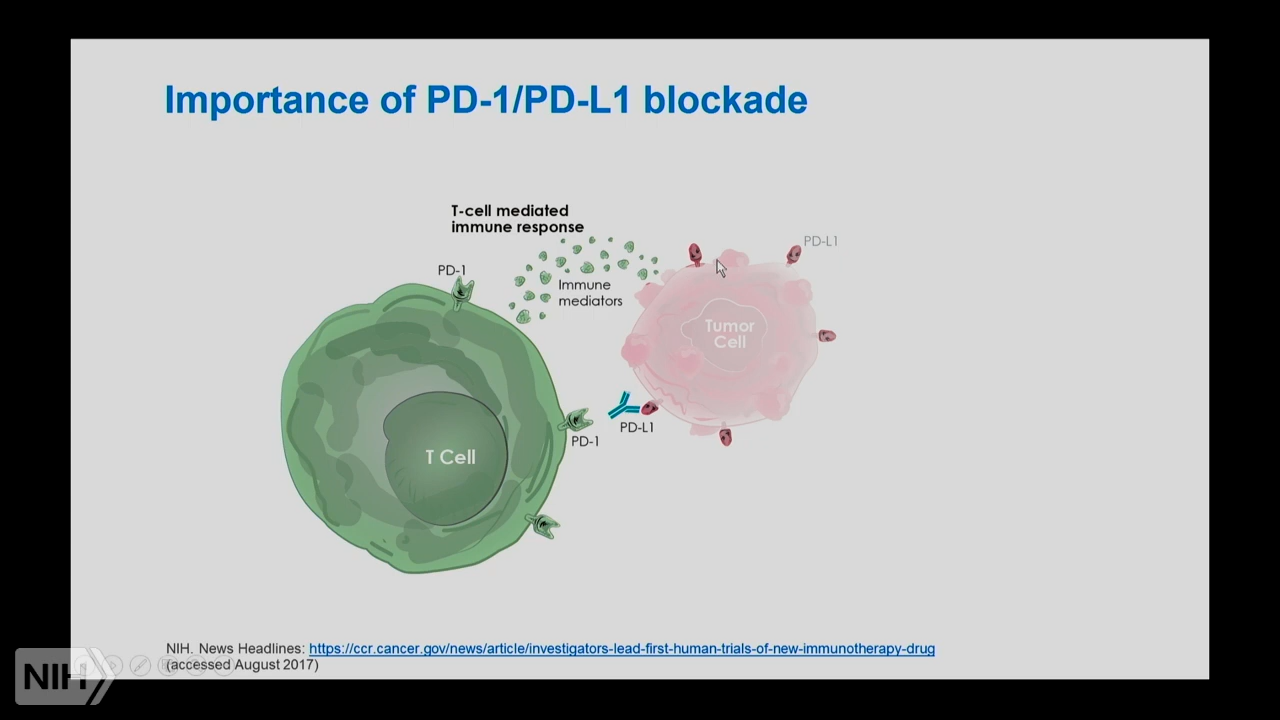 Importance of PD-1/PD-L1 blockade
T-cell mediated
immune response
PD-L1
PD-1
Immune
mediators
Tumor
Cell
PD-1
PD-L1
T Cell
NIH. News Headlines: https://ccr.cancer.gov/news/article/investigators-lead-first-human-trials-of-new-immunotherapy-drug
(accessed August 2017)
NIH